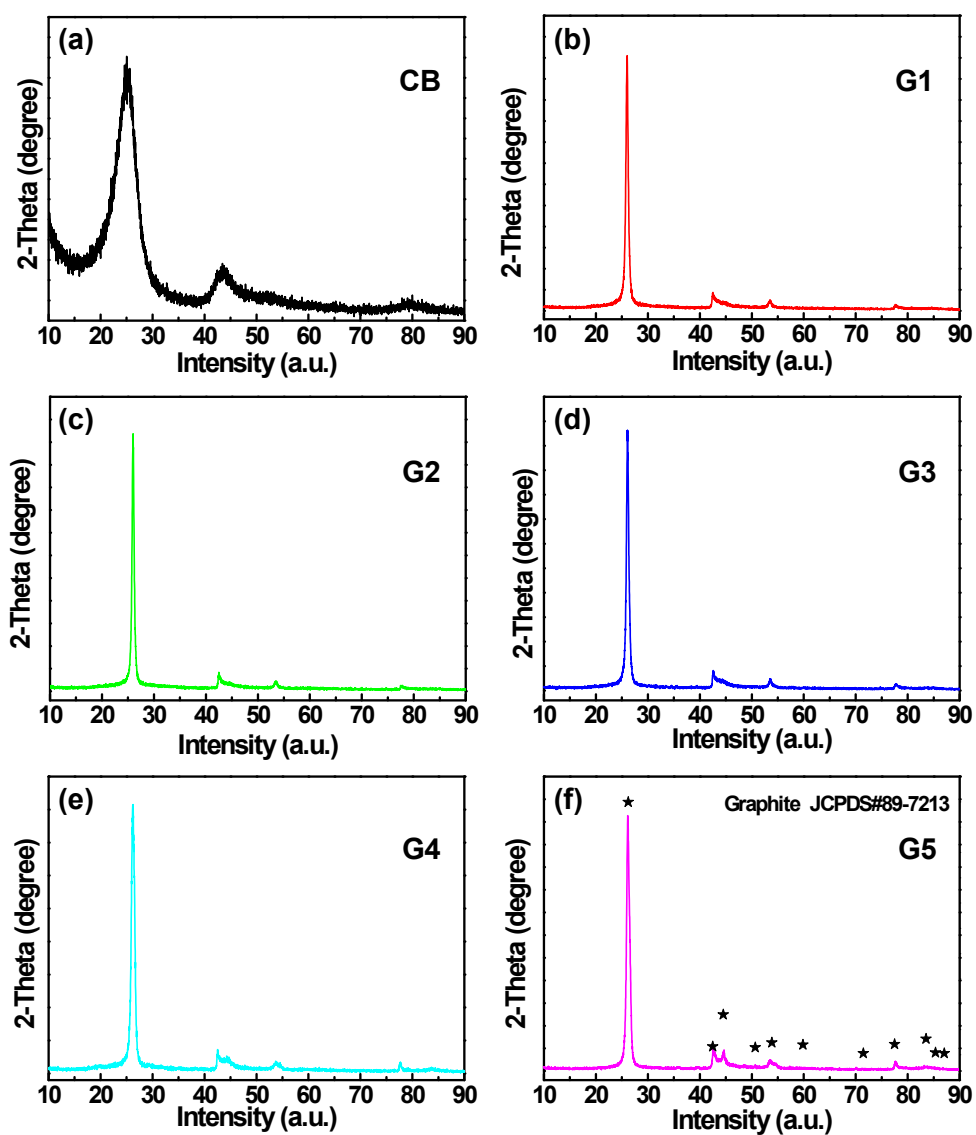 (a)
CB
2-Theta (degree)
10 20 30 40 50 60 70 80 90
Intensity (a.u.)
(b)
G1
2-Theta (degree)
10 20 30 40 50 60 70 80 90
Intensity (a.u.)
(c)
G2
2-Theta (degree)
10 20 30 40 50 60 70 80 90
Intensity (a.u.)
(d)
G3
2-Theta (degree)
10 20 30 40 50 60 70 80 90
Intensity (a.u.)
(e)
G4
2-Theta (degree)
10 20 30 40 50 60 70 80 90
Intensity (a.u.)
(f)
Graphite JCPDS#89-7213
G5
2-Theta (degree)
10 20 30 40 50 60 70 80 90
Intensity (a.u.)